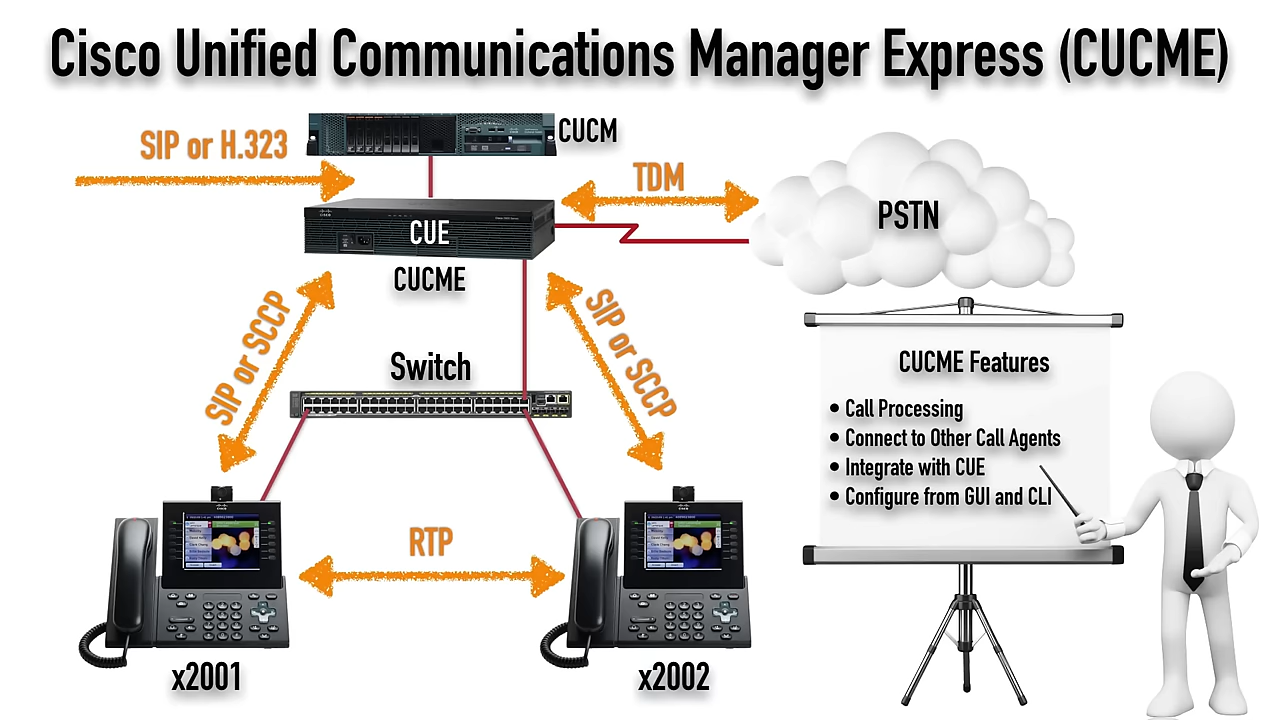 Cisco Unified Communications Manager Express (CUCME)
SIP or H.323
CUCM
TDM
PSTN
CUE
CUCME
SIP or SCCP
SIP or SCCP
Switch
CUCME Features
• Call Processing
• Connect to Other Call Agents
• Integrate with CUE
• Configure from GUI and CLI
RTP
x2001
x2002